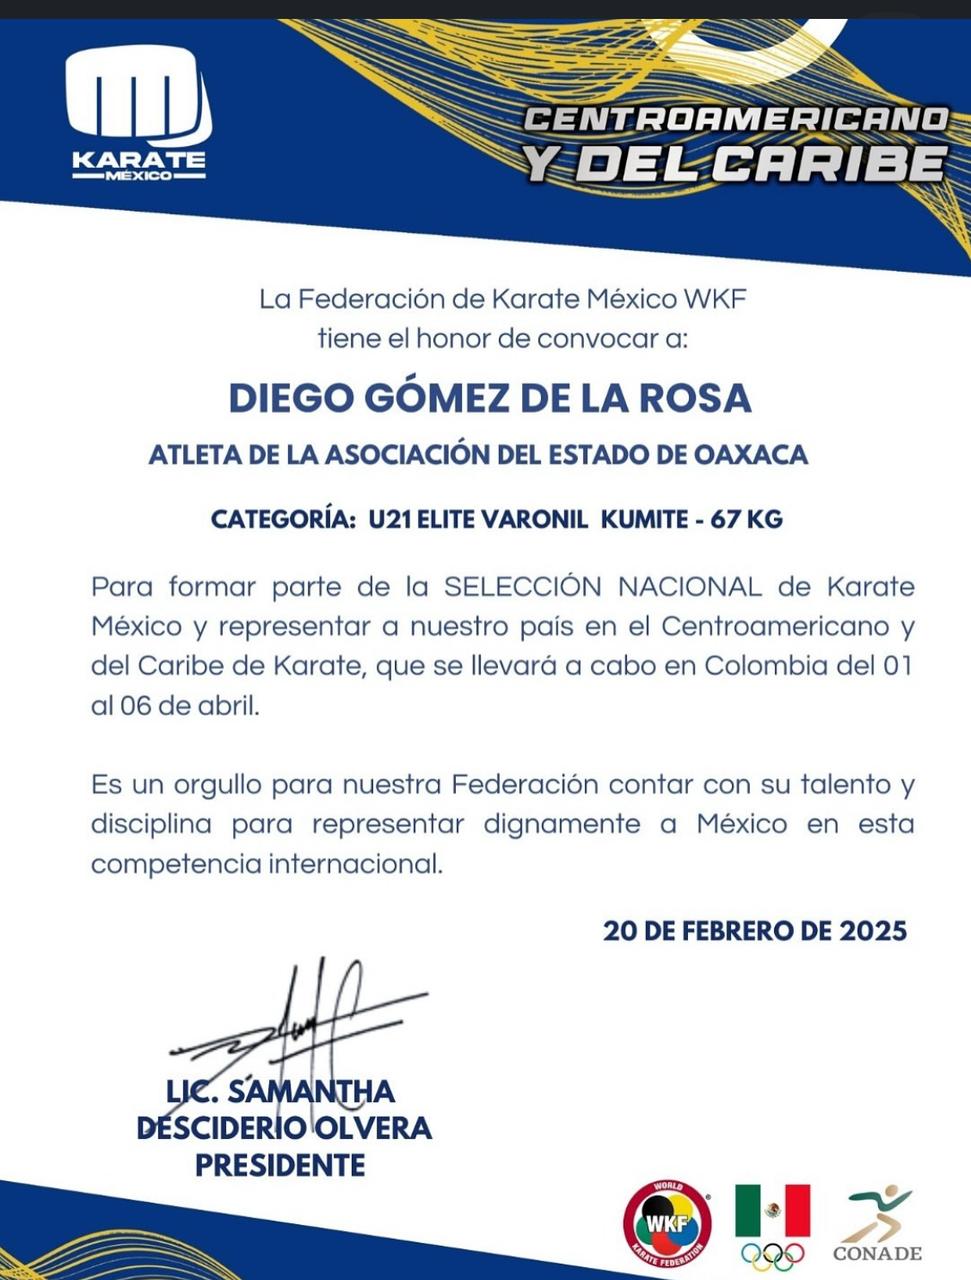 KARATE
MÉXICO
CENTROAMERICANO
Y DEL CARIBE
La Federación de Karate México WKF
tiene el honor de convocar a:
DIEGO GÓMEZ DE LA ROSA
ATLETA DE LA ASOCIACIÓN DEL ESTADO DE OAXACA
CATEGORÍA: U21 ELITE VARONIL KUMITE - 67 KG
Para formar parte de la SELECCIÓN NACIONAL de Karate
México y representar a nuestro país en el Centroamericano y
del Caribe de Karate, que se llevará a cabo en Colombia del 01
al 06 de abril.
Es un orgullo para nuestra Federación contar con su talento y
disciplina para representar dignamente a México en esta
competencia internacional.
20 DE FEBRERO DE 2025
LIC. SAMANTHA
DESCIDERIO OLVERA
PRESIDENTE
WORLD
WKF
KARATE FEDERATION
®
CONADE